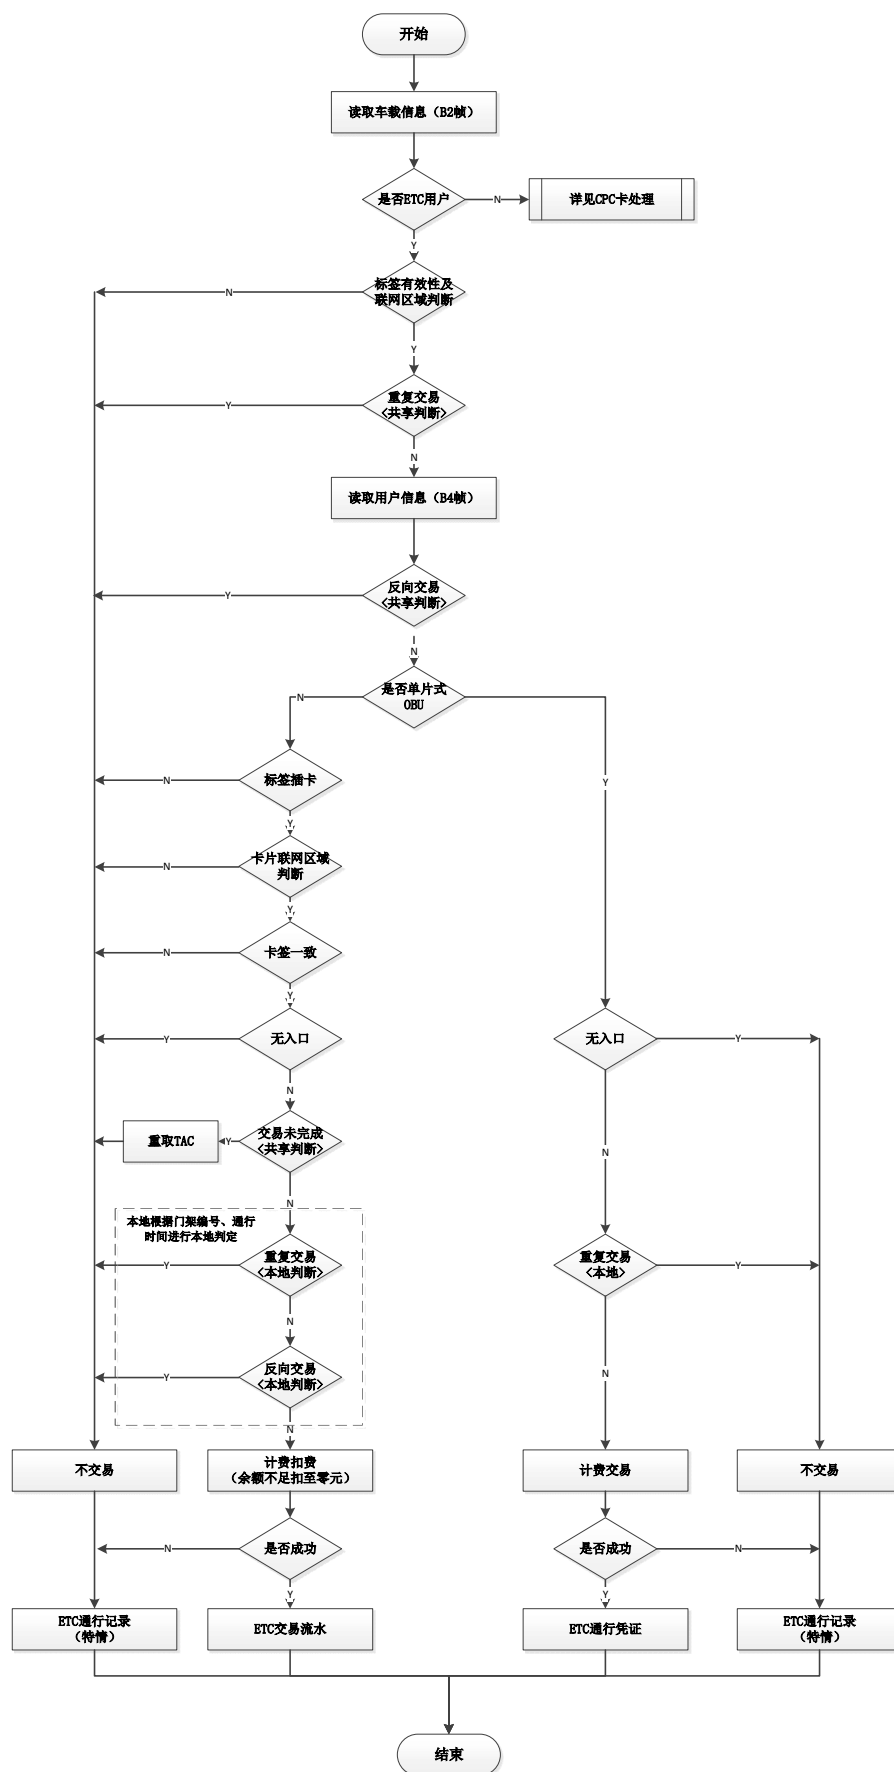 开始
读取车载信息（B2帧）
是否ETC用户
N
详见CPC卡处理
Y
标签有效性及
联网区域判断
N
Y
重复交易
<共享判断>
Y
N
读取用户信息（B4帧）
反向交易
<共享判断>
Y
N
是否单片式
OBU
N
Y
标签插卡
N
Y
卡片联网区域
判断
N
Y
卡签一致
N
Y
无入口
Y
无入口
Y
N
交易未完成
<共享判断>
Y
重取TAC
N
N
本地根据门架编号、通行
时间进行本地判定
重复交易
<本地判断>
Y
重复交易
<本地>
Y
N
反向交易
<本地判断>
Y
N
N
不交易
计费扣费
（余额不足扣至零元）
计费交易
不交易
是否成功
N
是否成功
N
Y
Y
ETC通行记录
（特情）
ETC交易流水
ETC通行凭证
ETC通行记录
（特情）
结束